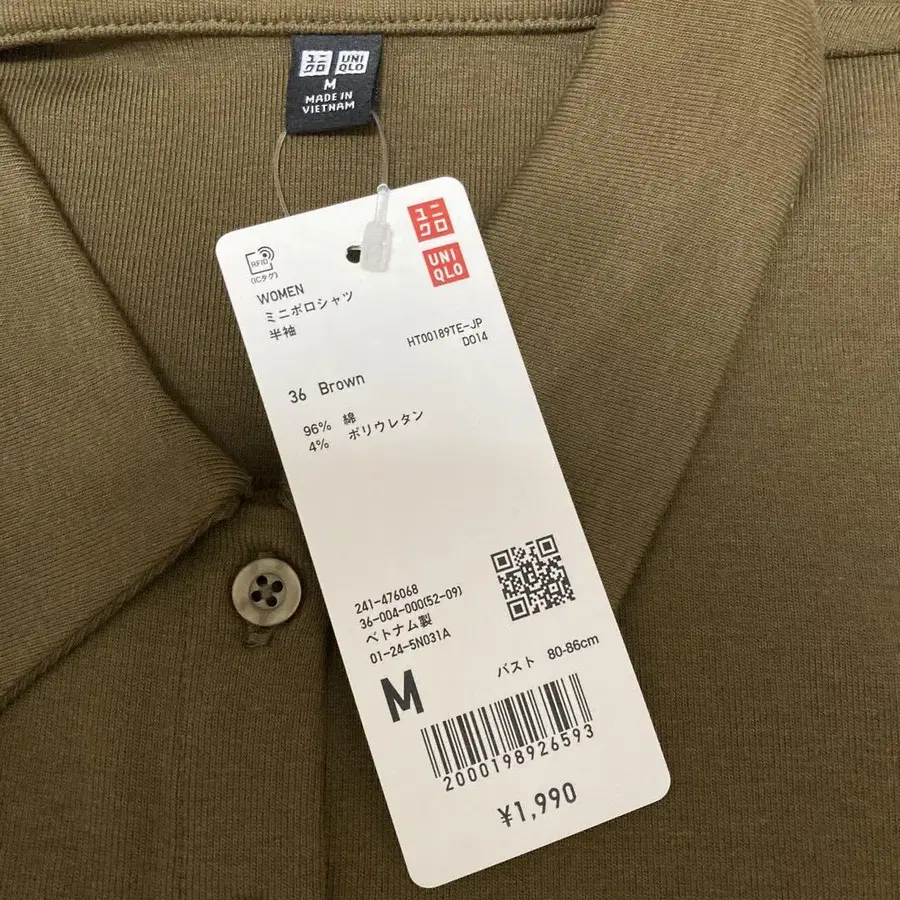 ユニ UNI
クロ QLO
M
MADE IN
VIETNAM
ユニ
クロ
UNI
QLO
RFID
(ICタグ)
WOMEN
ミニポロシャツ
半袖
HT00189TE-JP
D014
36 Brown
96% 綿
4% ポリウレタン
241-476068
36-004-000(52-09)
ベトナム製
01-24-5N031A
M
バスト 80-86cm
2000198926593
¥1,990